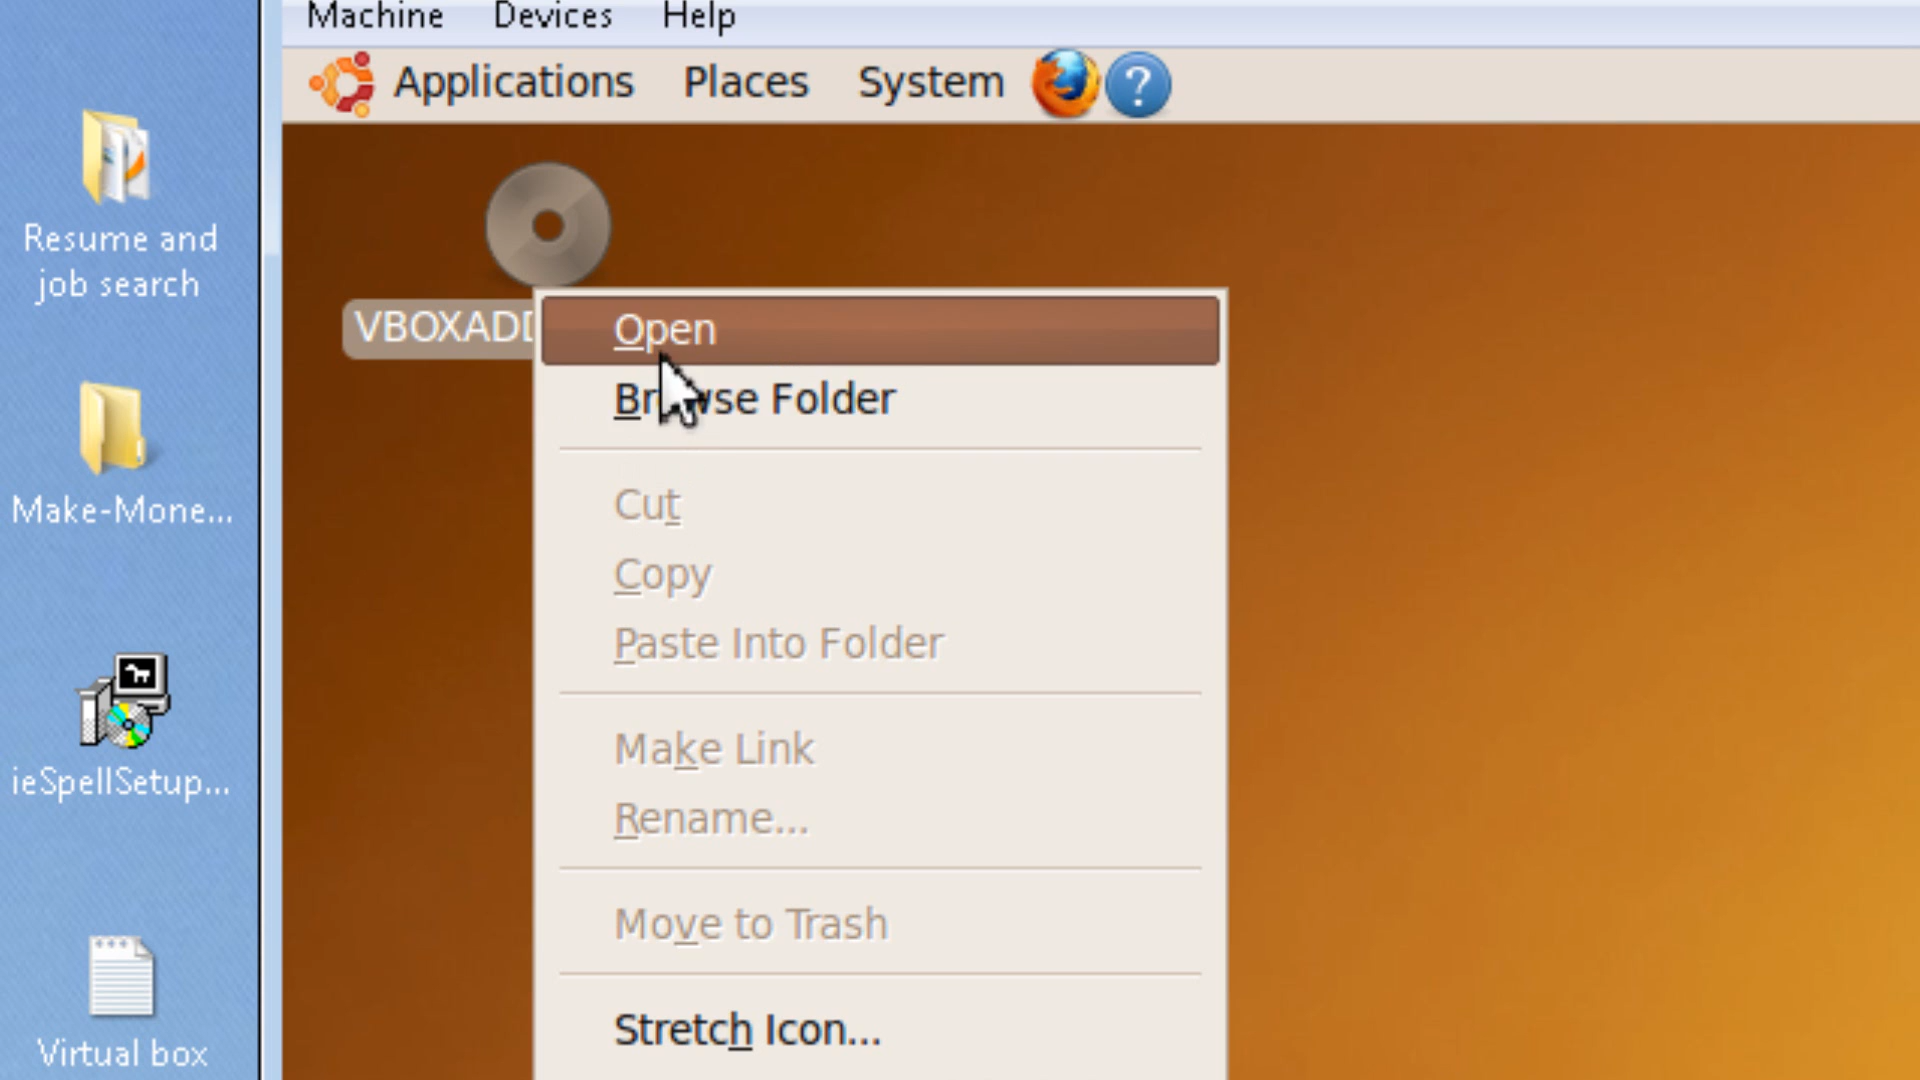 Machine Devices Help
Applications Places System
?
Resume and
job search
Make-Mone...
ieSpellSetup...
Virtual box
Open
Browse Folder
Cut
Copy
Paste Into Folder
Make Link
Rename...
Move to Trash
Stretch Icon...